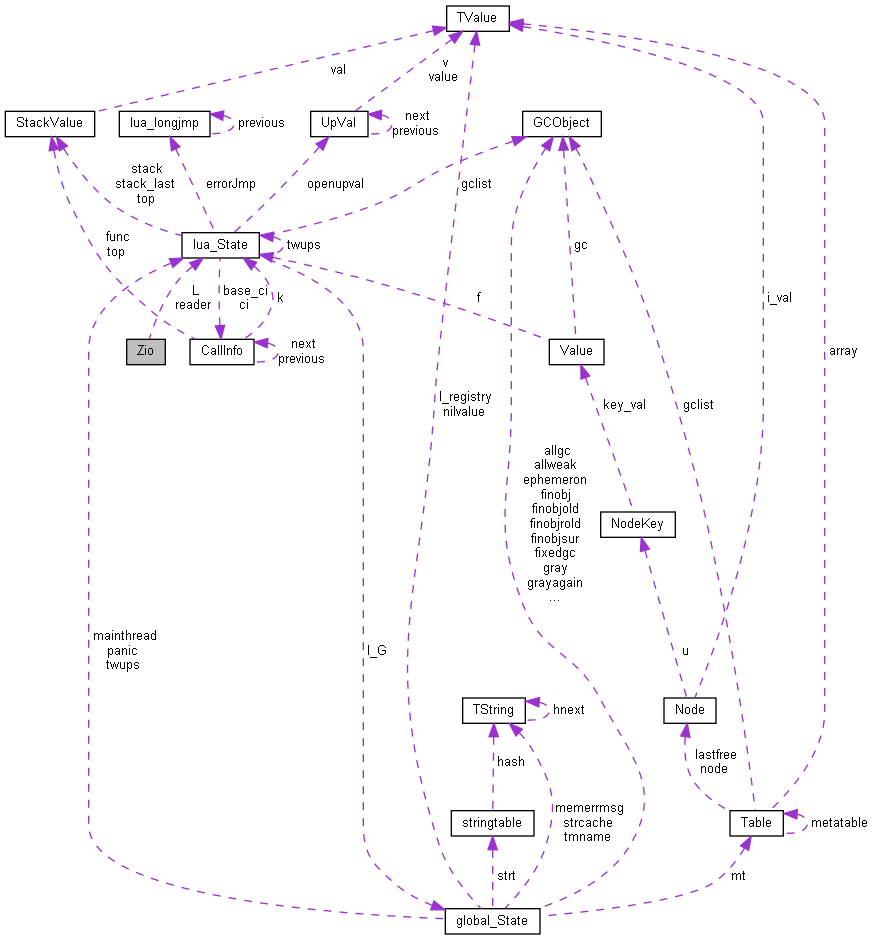 TValue
val
v
value
StackValue
lua_longjmp
previous
UpVal
next
previous
GCObject
stack
stack_last
top
errorJmp
openupval
gclist
func
top
lua_State
twups
gc
L
reader
base_ci
ci
k
f
i_val
Zio
CallInfo
next
previous
Value
array
l_registry
nilvalue
key_val
gclist
allgc
allweak
ephemeron
finobj
finobjold
finobjrold
finobjsur
fixedgc
gray
grayagain
...
NodeKey
mainthread
panic
twups
l_G
u
TString
hnext
Node
hash
lastfree
node
memerrmsg
strcache
tmname
stringtable
Table
metatable
strt
mt
global_State